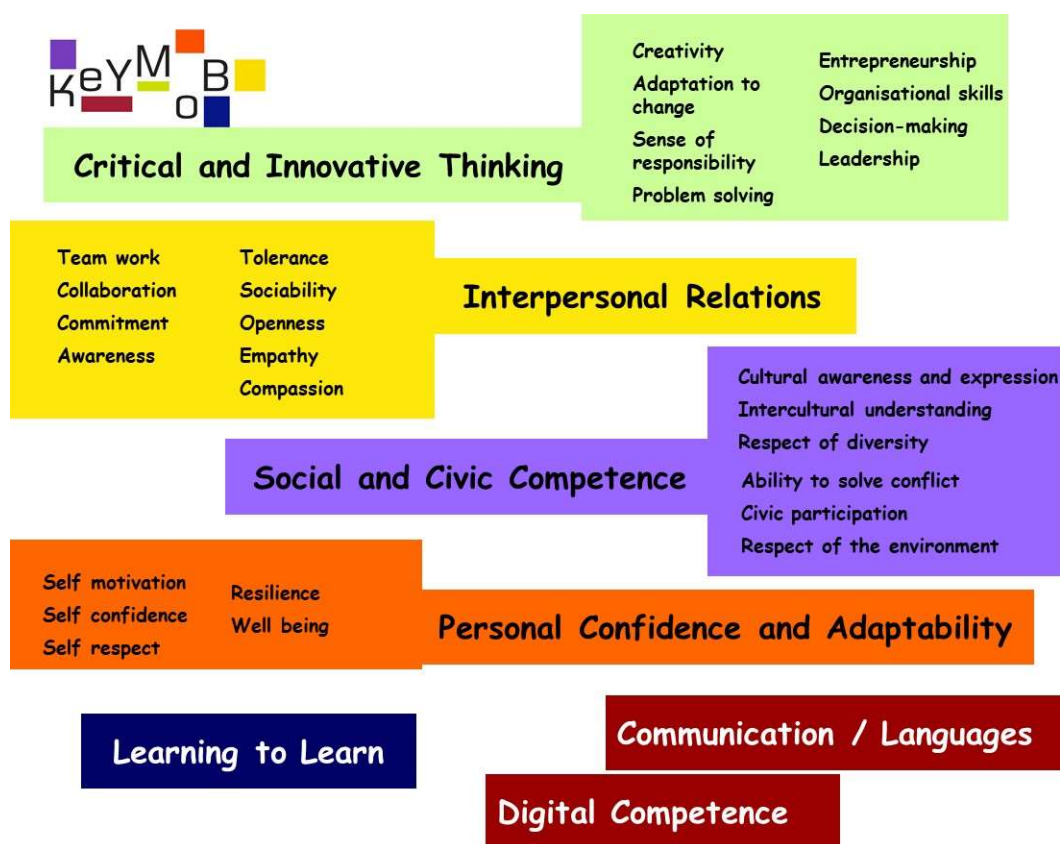 KeYMoB
Critical and Innovative Thinking
Creativity
Adaptation to
change
Sense of
responsibility
Problem solving
Entrepreneurship
Organisational skills
Decision-making
Leadership
Team work
Collaboration
Commitment
Awareness
Tolerance
Sociability
Openness
Empathy
Compassion
Interpersonal Relations
Social and Civic Competence
Cultural awareness and expression
Intercultural understanding
Respect of diversity
Ability to solve conflict
Civic participation
Respect of the environment
Self motivation
Self confidence
Self respect
Resilience
Well being
Personal Confidence and Adaptability
Learning to Learn
Communication / Languages
Digital Competence